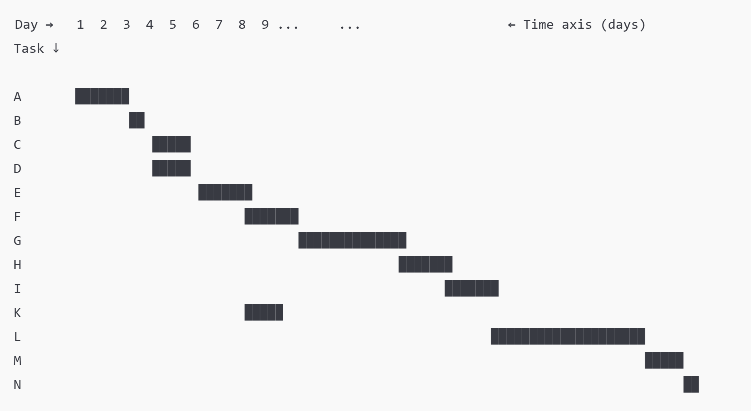 Day → 1 2 3 4 5 6 7 8 9 ... ... ← Time axis (days)
Task ↓
A
B
C
D
E
F
G
H
I
K
L
M
N